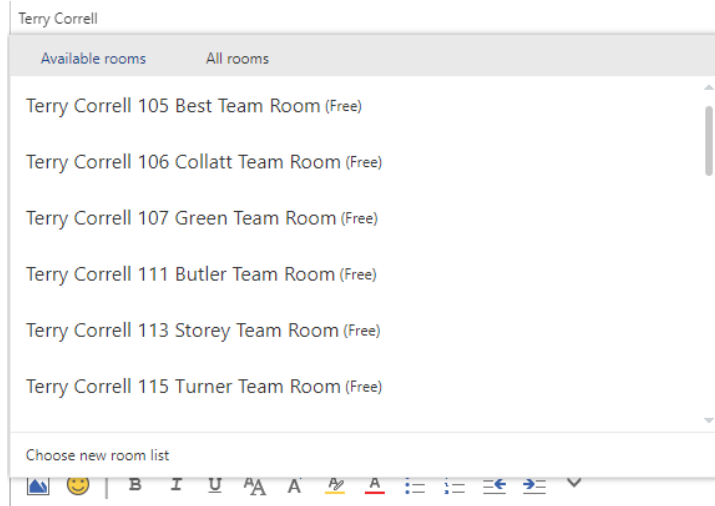 Terry Correll
Available rooms All rooms
Terry Correll 105 Best Team Room (Free)
Terry Correll 106 Collatt Team Room (Free)
Terry Correll 107 Green Team Room (Free)
Terry Correll 111 Butler Team Room (Free)
Terry Correll 113 Storey Team Room (Free)
Terry Correll 115 Turner Team Room (Free)
Choose new room list
B I U AA A A